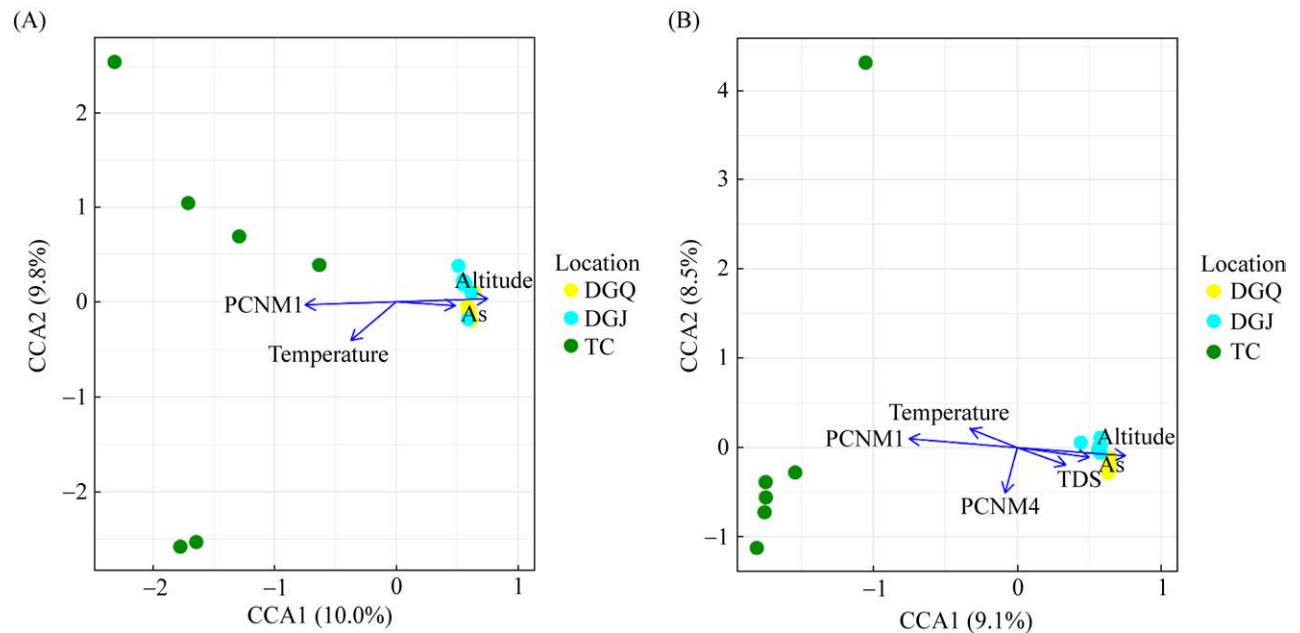 (A)
CCA2 (9.8%)
2
1
0
−1
−2
Altitude
PCNM1
As
Temperature
−2
−1
0
1
CCA1 (10.0%)
Location
DGQ
DGJ
TC
(B)
CCA2 (8.5%)
4
3
2
1
0
−1
Temperature
PCNM1
Altitude
As
TDS
PCNM4
−1
0
1
CCA1 (9.1%)
Location
DGQ
DGJ
TC